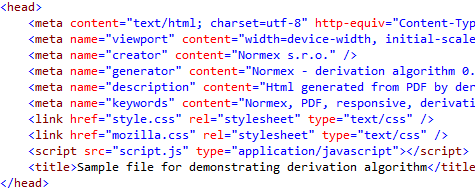 <head>
<meta content="text/html; charset=utf-8" http-equiv="Content-Typ
<meta name="viewport" content="width=device-width, initial-scale
<meta name="creator" content="Normex s.r.o." />
<meta name="generator" content="Normex - derivation algorithm 0.
<meta name="description" content="Html generated from PDF by der
<meta name="keywords" content="Normex, PDF, responsive, derivati
<link href="style.css" rel="stylesheet" type="text/css" />
<link href="mozilla.css" rel="stylesheet" type="text/css" />
<script src="script.js" type="application/javascript"></script>
<title>Sample file for demonstrating derivation algorithm</title
</head>